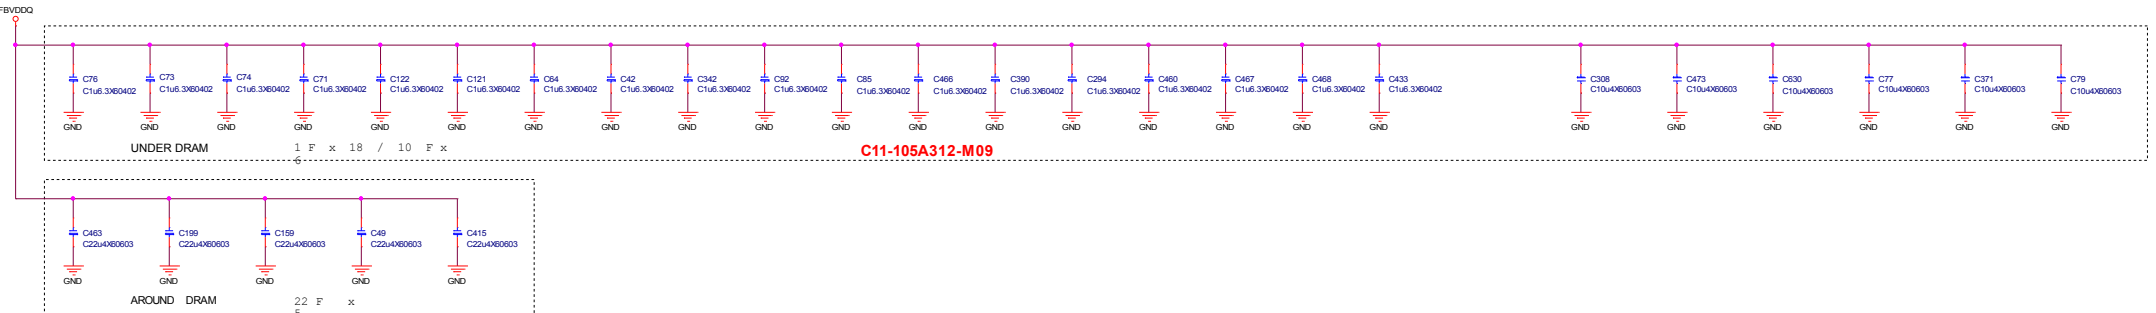 FBVDDQ
C76 C73 C74 C71 C122 C121 C64 C42 C342 C92 C85 C466 C390 C294 C460 C467 C468 C433 C308 C473 C630 C77 C371 C79
C1u6.3X60402 C1u6.3X60402 C1u6.3X60402 C1u6.3X60402 C1u6.3X60402 C1u6.3X60402 C1u6.3X60402 C1u6.3X60402 C1u6.3X60402 C1u6.3X60402 C1u6.3X60402 C1u6.3X60402 C1u6.3X60402 C1u6.3X60402 C1u6.3X60402 C1u6.3X60402 C1u6.3X60402 C1u6.3X60402 C10u4X60603 C10u4X60603 C10u4X60603 C10u4X60603 C10u4X60603 C10u4X60603
GND GND GND GND GND GND GND GND GND GND GND GND GND GND GND GND GND GND GND GND GND GND GND GND
UNDER DRAM 1 F x 18 / 10 F x
6
C11-105A312-M09
C463 C199 C159 C49 C415
C22u4X60603 C22u4X60603 C22u4X60603 C22u4X60603 C22u4X60603
GND GND GND GND GND
AROUND DRAM 22 F x